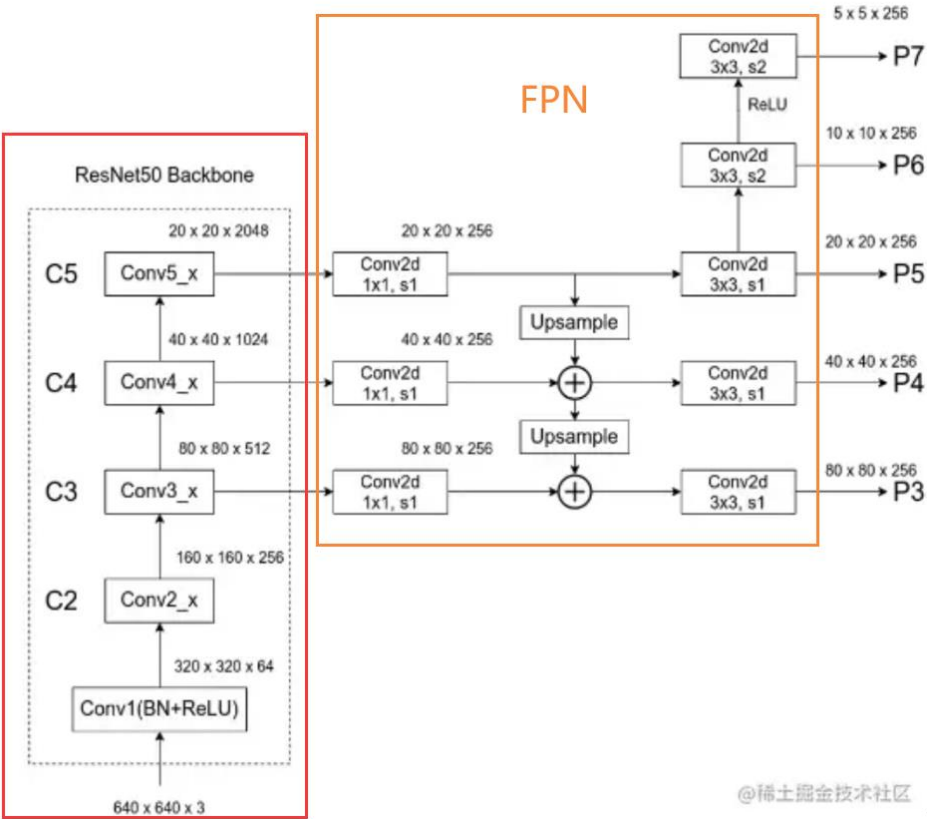 5 x 5 x 256
Conv2d
3x3, s2
P7
FPN
ReLU
10 x 10 x 256
Conv2d
3x3, s2
P6
ResNet50 Backbone
20 x 20 x 2048
20 x 20 x 256
20 x 20 x 256
C5
Conv5_x
Conv2d
1x1, s1
Conv2d
3x3, s1
P5
Upsample
40 x 40 x 1024
40 x 40 x 256
40 x 40 x 256
C4
Conv4_x
Conv2d
1x1, s1
+
Conv2d
3x3, s1
P4
Upsample
80 x 80 x 512
80 x 80 x 256
80 x 80 x 256
C3
Conv3_x
Conv2d
1x1, s1
+
Conv2d
3x3, s1
P3
160 x 160 x 256
C2
Conv2_x
320 x 320 x 64
Conv1(BN+ReLU)
640 x 640 x 3
@稀土掘金技术社区